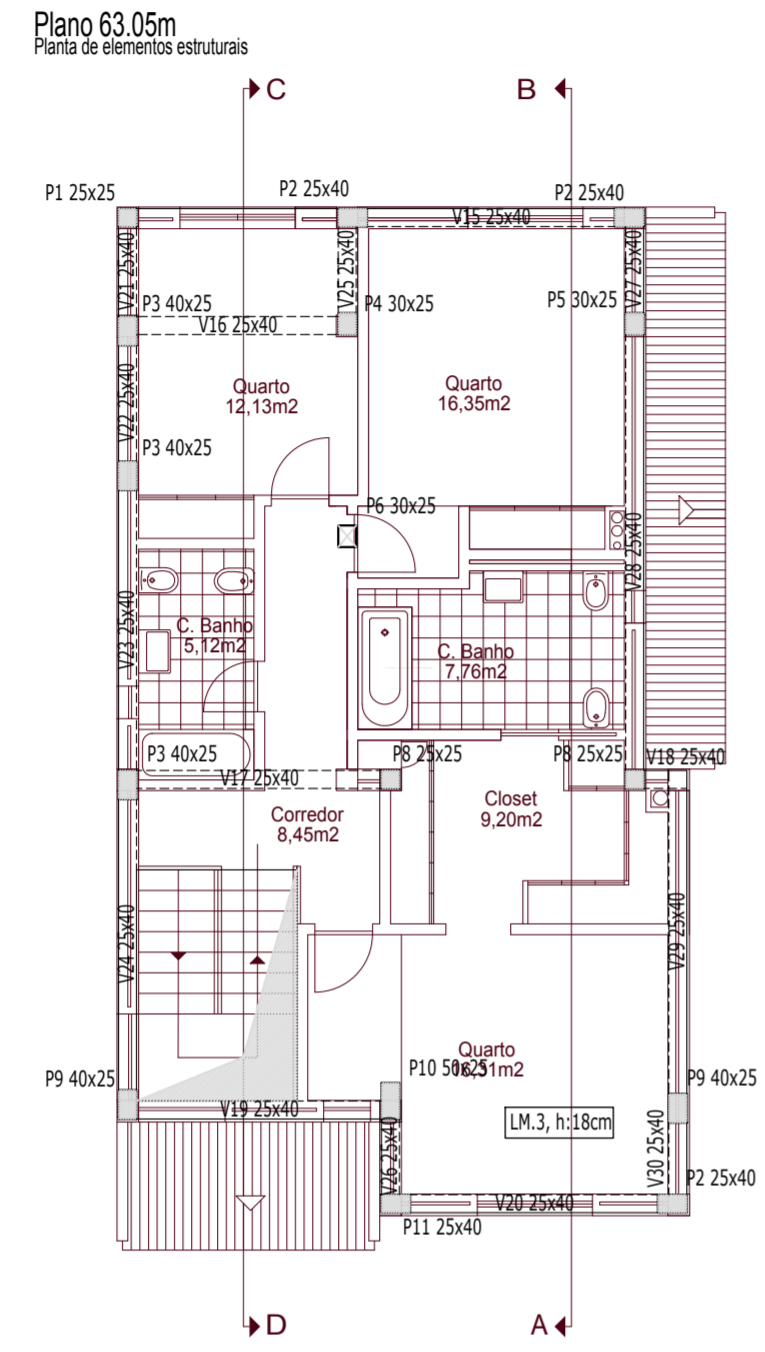 Plano 63.05m
Planta de elementos estruturais
C
B
P1 25x25
P2 25x40
P2 25x40
V15 25x40
V21 25x40
V25 25x40
V27 25x40
P3 40x25
P4 30x25
P5 30x25
V16 25x40
V22 25x40
Quarto
12,13m2
Quarto
16,35m2
P3 40x25
P6 30x25
V28 25x40
V23 25x40
C. Banho
5,12m2
C. Banho
7,76m2
P3 40x25
P8 25x25
P8 25x25
V18 25x40
V17 25x40
Corredor
8,45m2
Closet
9,20m2
V24 25x40
V29 25x40
Quarto
P10 50x25
P9 40x25
P9 40x25
V19 25x40
LM.3, h:18cm
V26 25x40
V30 25x40
P2 25x40
V20 25x40
P11 25x40
D
A